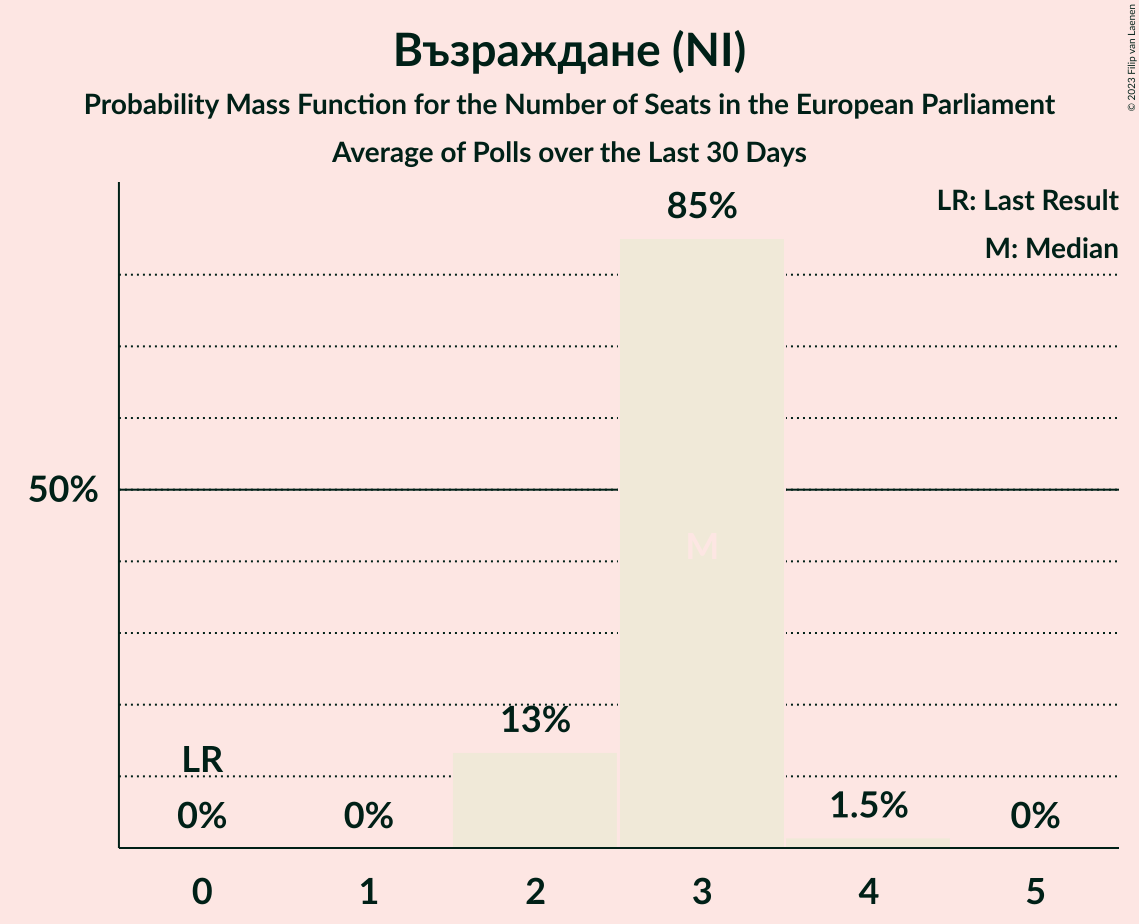 Възраждане (NI)
Probability Mass Function for the Number of Seats in the European Parliament
Average of Polls over the Last 30 Days
© 2023 Filip van Laenen
LR: Last Result
M: Median
85%
50%
M
13%
LR
0%
0%
1.5%
0%
0
1
2
3
4
5